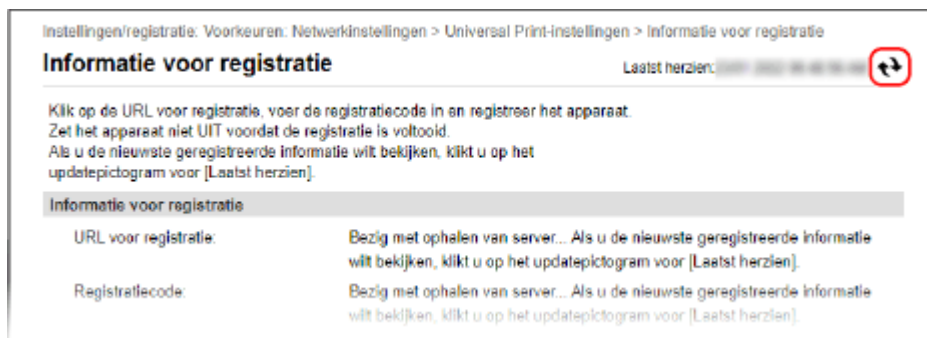 Instellingen/registratie: Voorkeuren: Netwerkinstellingen > Universal Print-instellingen > Informatie voor registratie
Informatie voor registratie
Laatst herzien:
Klik op de URL voor registratie, voer de registratiecode in en registreer het apparaat.
Zet het apparaat niet UIT voordat de registratie is voltooid.
Als u de nieuwste geregistreerde informatie wilt bekijken, klikt u op het
updatepictogram voor [Laatst herzien].
Informatie voor registratie
URL voor registratie: Bezig met ophalen van server... Als u de nieuwste geregistreerde informatie
wilt bekijken, klikt u op het updatepictogram voor [Laatst herzien].
Registratiecode: Bezig met ophalen van server... Als u de nieuwste geregistreerde informatie
wilt bekijken, klikt u op het updatepictogram voor [Laatst herzien].